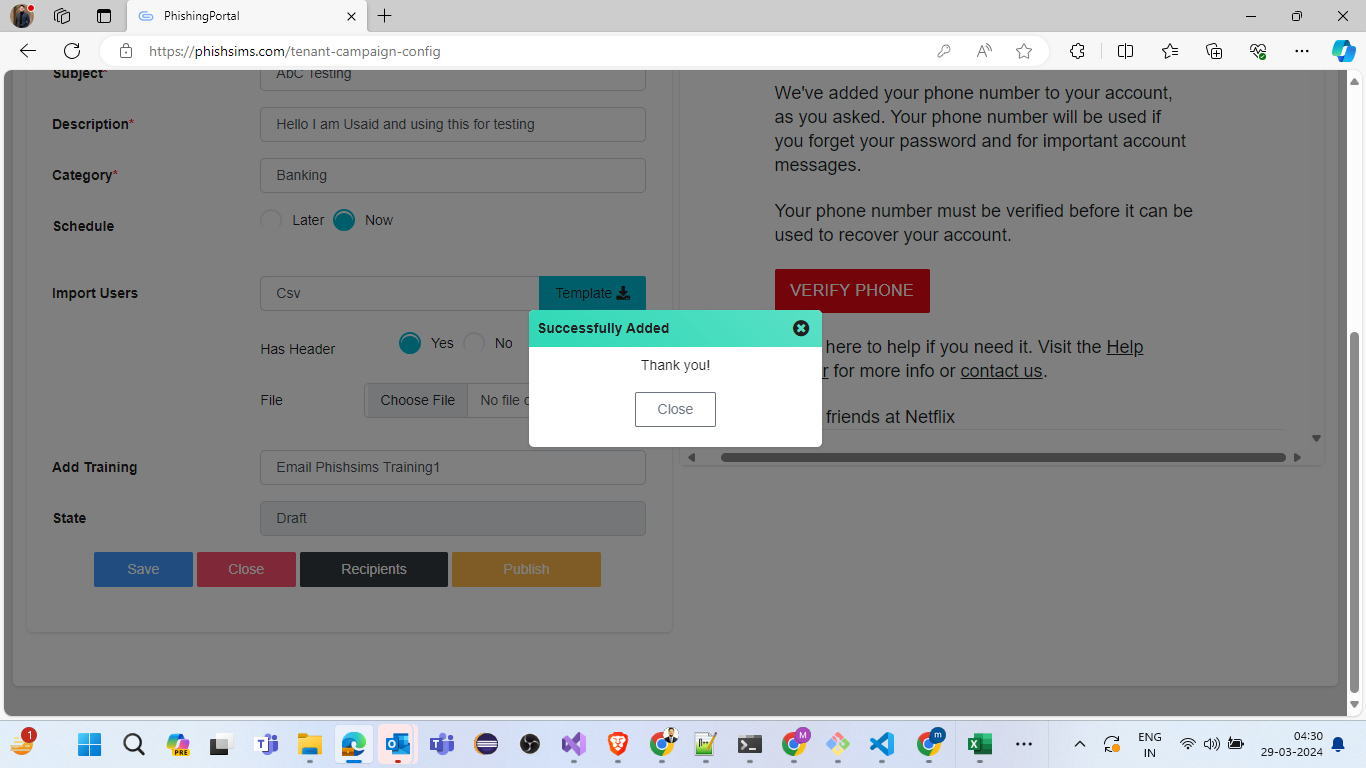 PhishingPortal
https://phishsims.com/tenant-campaign-config
Subject*
AbC Testing
Description*
Hello I am Usaid and using this for testing
Category*
Banking
Schedule
Later
Now
Import Users
Csv
Template
Has Header
Yes
No
File
Choose File
No file c
Add Training
Email Phishsims Training1
State
Draft
Save
Close
Recipients
Publish
We've added your phone number to your account,
as you asked. Your phone number will be used if
you forget your password and for important account
messages.
Your phone number must be verified before it can be
used to recover your account.
VERIFY PHONE
here to help if you need it. Visit the Help
r for more info or contact us.
friends at Netflix
Successfully Added
Thank you!
Close
1
PRE
M
m
ENG
IN
04:30
29-03-2024